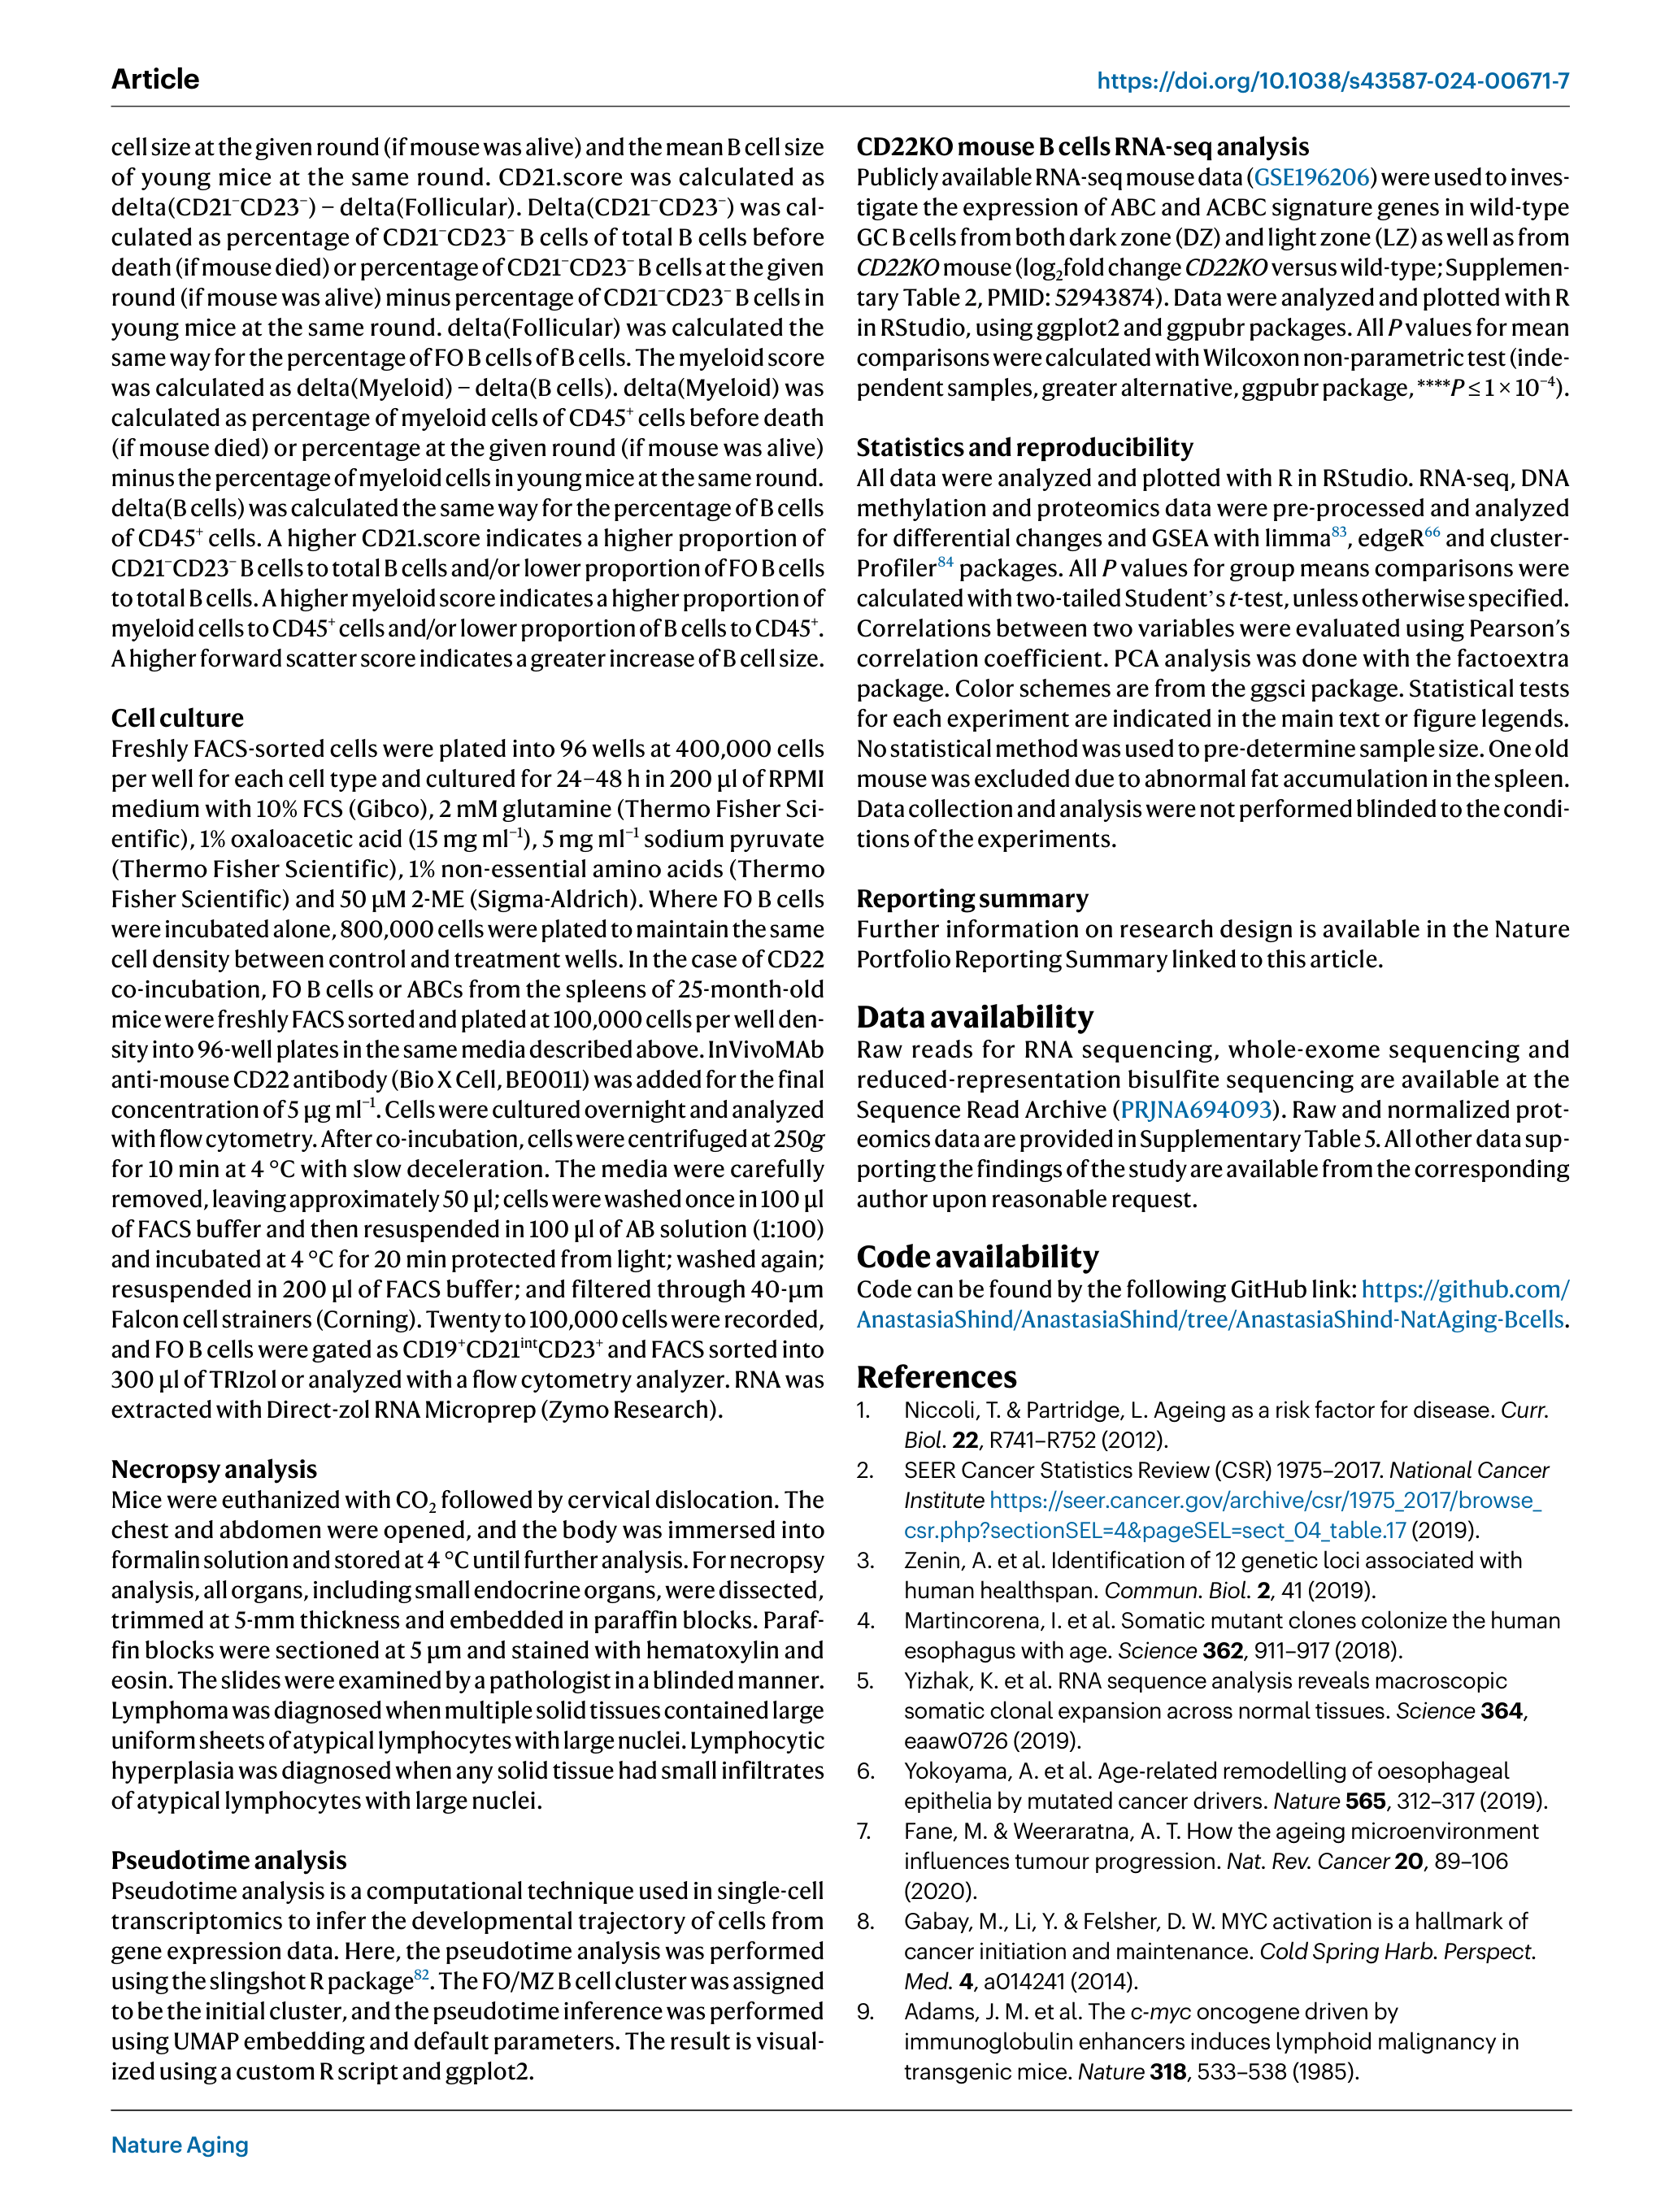 Article
https://doi.org/10.1038/s43587-024-00671-7
cell size at the given round (if mouse was alive) and the mean B cell size
of young mice at the same round. CD21.score was calculated as
delta(CD21⁻CD23⁻) − delta(Follicular). Delta(CD21⁻CD23⁻) was cal-
culated as percentage of CD21⁻CD23⁻ B cells of total B cells before
death (if mouse died) or percentage of CD21⁻CD23⁻ B cells at the given
round (if mouse was alive) minus percentage of CD21⁻CD23⁻ B cells in
young mice at the same round. delta(Follicular) was calculated the
same way for the percentage of FO B cells of B cells. The myeloid score
was calculated as delta(Myeloid) − delta(B cells). delta(Myeloid) was
calculated as percentage of myeloid cells of CD45⁺ cells before death
(if mouse died) or percentage at the given round (if mouse was alive)
minus the percentage of myeloid cells in young mice at the same round.
delta(B cells) was calculated the same way for the percentage of B cells
of CD45⁺ cells. A higher CD21.score indicates a higher proportion of
CD21⁻CD23⁻ B cells to total B cells and/or lower proportion of FO B cells
to total B cells. A higher myeloid score indicates a higher proportion of
myeloid cells to CD45⁺ cells and/or lower proportion of B cells to CD45⁺.
A higher forward scatter score indicates a greater increase of B cell size.
Cell culture
Freshly FACS-sorted cells were plated into 96 wells at 400,000 cells
per well for each cell type and cultured for 24–48 h in 200 µl of RPMI
medium with 10% FCS (Gibco), 2 mM glutamine (Thermo Fisher Sci-
entific), 1% oxaloacetic acid (15 mg ml⁻¹), 5 mg ml⁻¹ sodium pyruvate
(Thermo Fisher Scientific), 1% non-essential amino acids (Thermo
Fisher Scientific) and 50 µM 2-ME (Sigma-Aldrich). Where FO B cells
were incubated alone, 800,000 cells were plated to maintain the same
cell density between control and treatment wells. In the case of CD22
co-incubation, FO B cells or ABCs from the spleens of 25-month-old
mice were freshly FACS sorted and plated at 100,000 cells per well den-
sity into 96-well plates in the same media described above. InVivoMAb
anti-mouse CD22 antibody (Bio X Cell, BE0011) was added for the final
concentration of 5 µg ml⁻¹. Cells were cultured overnight and analyzed
with flow cytometry. After co-incubation, cells were centrifuged at 250g
for 10 min at 4 °C with slow deceleration. The media were carefully
removed, leaving approximately 50 µl; cells were washed once in 100 µl
of FACS buffer and then resuspended in 100 µl of AB solution (1:100)
and incubated at 4 °C for 20 min protected from light; washed again;
resuspended in 200 µl of FACS buffer; and filtered through 40-µm
Falcon cell strainers (Corning). Twenty to 100,000 cells were recorded,
and FO B cells were gated as CD19⁺CD21ⁱⁿᵗCD23⁺ and FACS sorted into
300 µl of TRIzol or analyzed with a flow cytometry analyzer. RNA was
extracted with Direct-zol RNA Microprep (Zymo Research).
Necropsy analysis
Mice were euthanized with CO₂ followed by cervical dislocation. The
chest and abdomen were opened, and the body was immersed into
formalin solution and stored at 4 °C until further analysis. For necropsy
analysis, all organs, including small endocrine organs, were dissected,
trimmed at 5-mm thickness and embedded in paraffin blocks. Paraf-
fin blocks were sectioned at 5 µm and stained with hematoxylin and
eosin. The slides were examined by a pathologist in a blinded manner.
Lymphoma was diagnosed when multiple solid tissues contained large
uniform sheets of atypical lymphocytes with large nuclei. Lymphocytic
hyperplasia was diagnosed when any solid tissue had small infiltrates
of atypical lymphocytes with large nuclei.
Pseudotime analysis
Pseudotime analysis is a computational technique used in single-cell
transcriptomics to infer the developmental trajectory of cells from
gene expression data. Here, the pseudotime analysis was performed
using the slingshot R package⁸². The FO/MZ B cell cluster was assigned
to be the initial cluster, and the pseudotime inference was performed
using UMAP embedding and default parameters. The result is visual-
ized using a custom R script and ggplot2.
CD22KO mouse B cells RNA-seq analysis
Publicly available RNA-seq mouse data (GSE196206) were used to inves-
tigate the expression of ABC and ACBC signature genes in wild-type
GC B cells from both dark zone (DZ) and light zone (LZ) as well as from
CD22KO mouse (log₂fold change CD22KO versus wild-type; Supplemen-
tary Table 2, PMID: 52943874). Data were analyzed and plotted with R
in RStudio, using ggplot2 and ggpubr packages. All P values for mean
comparisons were calculated with Wilcoxon non-parametric test (inde-
pendent samples, greater alternative, ggpubr package, ****P ≤ 1 × 10⁻⁴).
Statistics and reproducibility
All data were analyzed and plotted with R in RStudio. RNA-seq, DNA
methylation and proteomics data were pre-processed and analyzed
for differential changes and GSEA with limma⁸³, edgeR⁶⁶ and cluster-
Profiler⁸⁴ packages. All P values for group means comparisons were
calculated with two-tailed Student’s t-test, unless otherwise specified.
Correlations between two variables were evaluated using Pearson’s
correlation coefficient. PCA analysis was done with the factoextra
package. Color schemes are from the ggsci package. Statistical tests
for each experiment are indicated in the main text or figure legends.
No statistical method was used to pre-determine sample size. One old
mouse was excluded due to abnormal fat accumulation in the spleen.
Data collection and analysis were not performed blinded to the condi-
tions of the experiments.
Reporting summary
Further information on research design is available in the Nature
Portfolio Reporting Summary linked to this article.
Data availability
Raw reads for RNA sequencing, whole-exome sequencing and
reduced-representation bisulfite sequencing are available at the
Sequence Read Archive (PRJNA694093). Raw and normalized prot-
eomics data are provided in Supplementary Table 5. All other data sup-
porting the findings of the study are available from the corresponding
author upon reasonable request.
Code availability
Code can be found by the following GitHub link: https://github.com/
AnastasiaShind/AnastasiaShind/tree/AnastasiaShind-NatAging-Bcells.
References
1. Niccoli, T. & Partridge, L. Ageing as a risk factor for disease. Curr.
Biol. 22, R741–R752 (2012).
2. SEER Cancer Statistics Review (CSR) 1975–2017. National Cancer
Institute https://seer.cancer.gov/archive/csr/1975_2017/browse_
csr.php?sectionSEL=4&pageSEL=sect_04_table.17 (2019).
3. Zenin, A. et al. Identification of 12 genetic loci associated with
human healthspan. Commun. Biol. 2, 41 (2019).
4. Martincorena, I. et al. Somatic mutant clones colonize the human
esophagus with age. Science 362, 911–917 (2018).
5. Yizhak, K. et al. RNA sequence analysis reveals macroscopic
somatic clonal expansion across normal tissues. Science 364,
eaaw0726 (2019).
6. Yokoyama, A. et al. Age-related remodelling of oesophageal
epithelia by mutated cancer drivers. Nature 565, 312–317 (2019).
7. Fane, M. & Weeraratna, A. T. How the ageing microenvironment
influences tumour progression. Nat. Rev. Cancer 20, 89–106
(2020).
8. Gabay, M., Li, Y. & Felsher, D. W. MYC activation is a hallmark of
cancer initiation and maintenance. Cold Spring Harb. Perspect.
Med. 4, a014241 (2014).
9. Adams, J. M. et al. The c-myc oncogene driven by
immunoglobulin enhancers induces lymphoid malignancy in
transgenic mice. Nature 318, 533–538 (1985).
Nature Aging